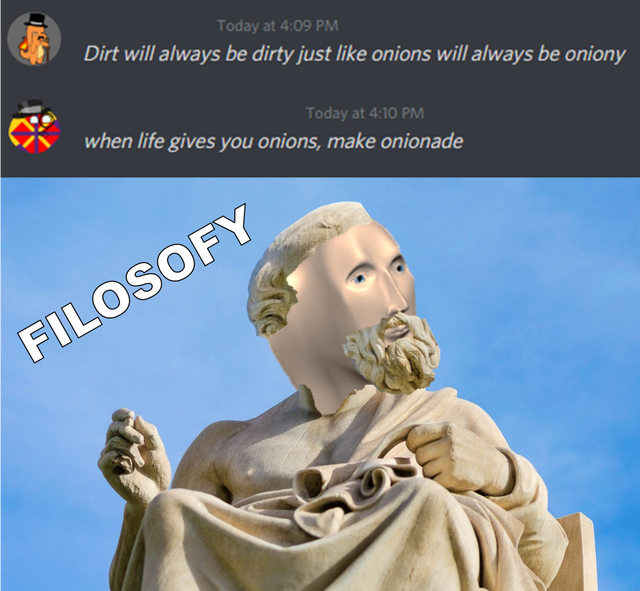 Today at 4:09 PM
Dirt will always be dirty just like onions will always be oniony
Today at 4:10 PM
when life gives you onions, make onionade
FILOSOFY